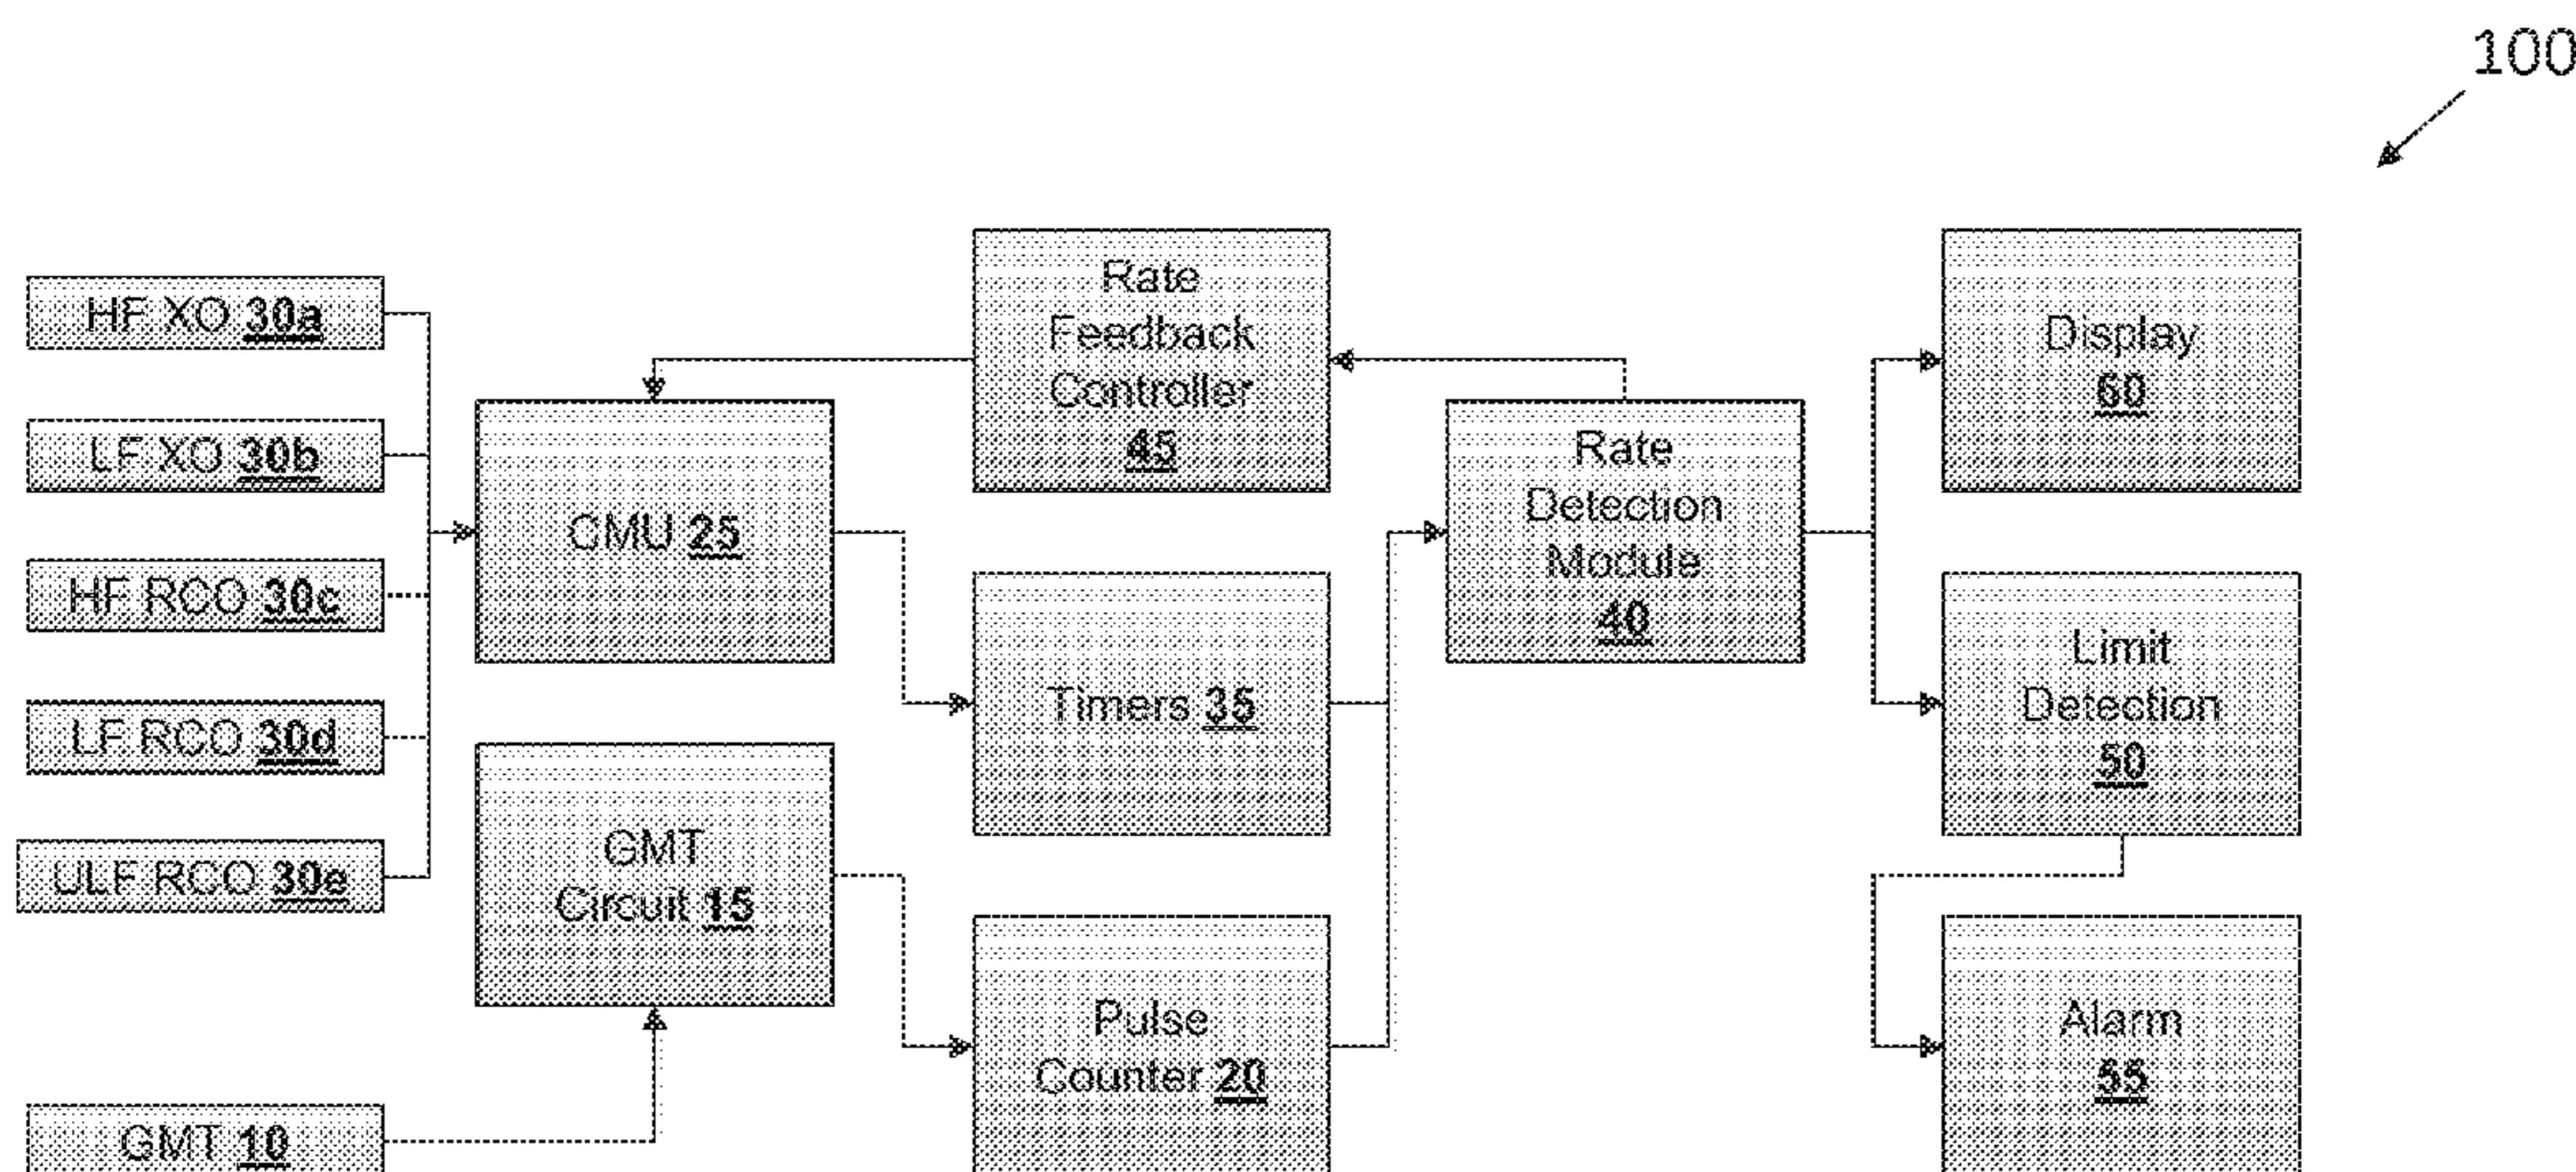 100
HF XO 30a
LF XO 30b
HF RCO 30c
LF RCO 30d
ULF RCO 30e
GMT 10
CMU 25
GMT
Circuit 15
Rate
Feedback
Controller
45
Timers 35
Pulse
Counter 20
Rate
Detection
Module
40
Display
60
Limit
Detection
50
Alarm
55